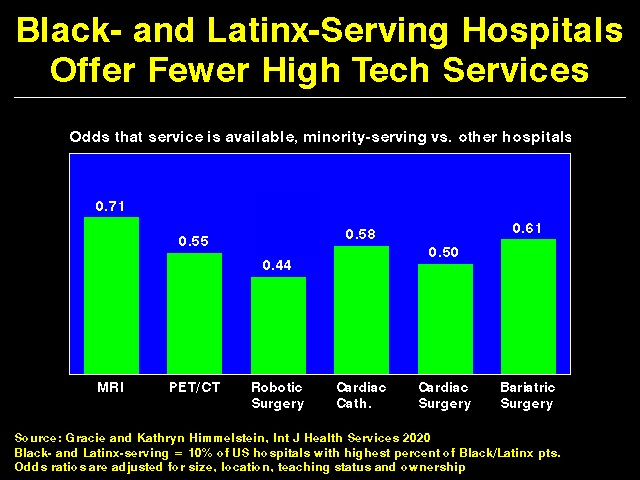 Black- and Latinx-Serving Hospitals
Offer Fewer High Tech Services
Odds that service is available, minority-serving vs. other hospitals
0.71
0.55
0.44
0.58
0.50
0.61
MRI
PET/CT
Robotic
Surgery
Cardiac
Cath.
Cardiac
Surgery
Bariatric
Surgery
Source: Gracie and Kathryn Himmelstein, Int J Health Services 2020
Black- and Latinx-serving = 10% of US hospitals with highest percent of Black/Latinx pts.
Odds ratios are adjusted for size, location, teaching status and ownership